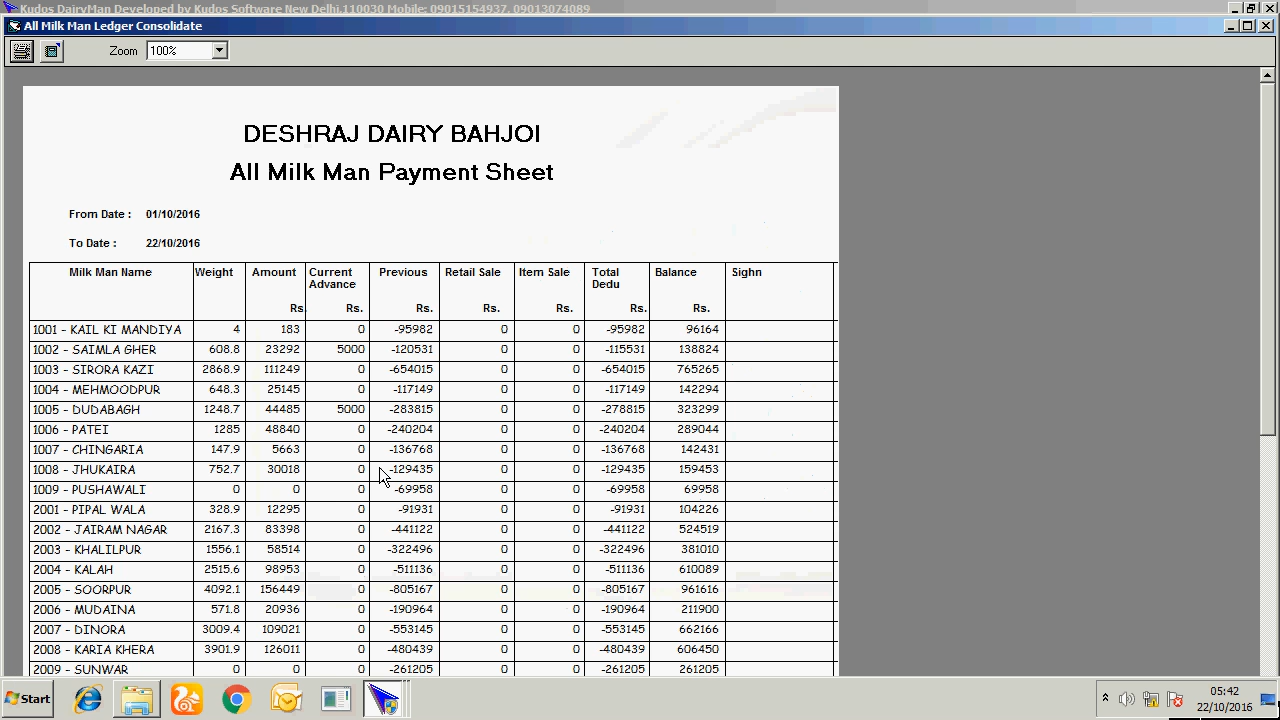 Kudos DairyMan Developed by Kudos Software New Delhi.110030 Mobile: 09015154937, 09013074089
All Milk Man Ledger Consolidate
Zoom 100%
DESHRAJ DAIRY BAHJOI
All Milk Man Payment Sheet
From Date : 01/10/2016
To Date : 22/10/2016
Milk Man Name Weight Amount Current Advance Previous Retail Sale Item Sale Total Dedu Balance Sighn
Rs. Rs. Rs. Rs. Rs. Rs. Rs.
1001 - KAIL KI MANDIYA 4 183 0 -95982 0 0 -95982 96164
1002 - SAIMLA GHER 608.8 23292 5000 -120531 0 0 -115531 138824
1003 - SIRORA KAZI 2868.9 111249 0 -654015 0 0 -654015 765265
1004 - MEHMOODPUR 648.3 25145 0 -117149 0 0 -117149 142294
1005 - DUDABAGH 1248.7 44485 5000 -283815 0 0 -278815 323299
1006 - PATEI 1285 48840 0 -240204 0 0 -240204 289044
1007 - CHINGARIA 147.9 5663 0 -136768 0 0 -136768 142431
1008 - JHUKAIRA 752.7 30018 0 -129435 0 0 -129435 159453
1009 - PUSHAWALI 0 0 0 -69958 0 0 -69958 69958
2001 - PIPAL WALA 328.9 12295 0 -91931 0 0 -91931 104226
2002 - JAIRAM NAGAR 2167.3 83398 0 -441122 0 0 -441122 524519
2003 - KHALILPUR 1556.1 58514 0 -322496 0 0 -322496 381010
2004 - KALAH 2515.6 98953 0 -511136 0 0 -511136 610089
2005 - SOORPUR 4092.1 156449 0 -805167 0 0 -805167 961616
2006 - MUDAINA 571.8 20936 0 -190964 0 0 -190964 211900
2007 - DINORA 3009.4 109021 0 -553145 0 0 -553145 662166
2008 - KARIA KHERA 3901.9 126011 0 -480439 0 0 -480439 606450
2009 - SUNWAR 0 0 0 -261205 0 0 -261205 261205
Start
05:42
22/10/2016